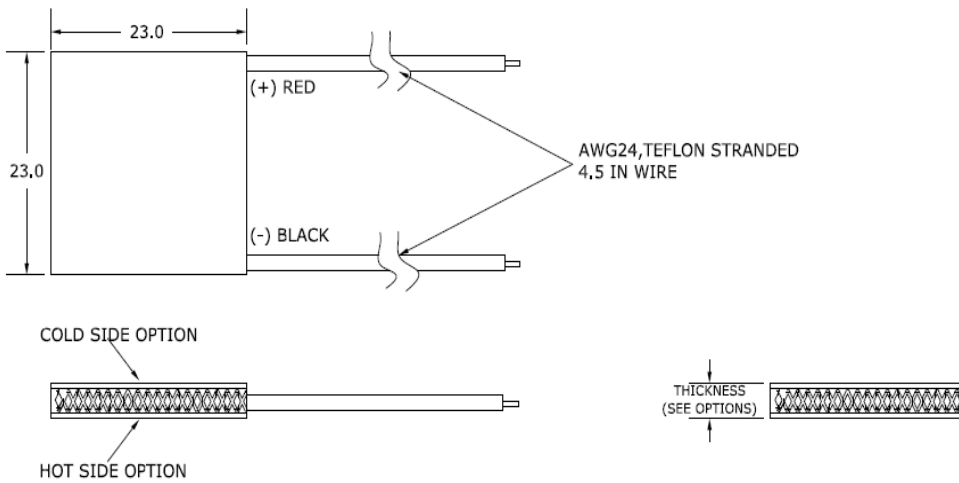 23.0
(+) RED
23.0
AWG24,TEFLON STRANDED
4.5 IN WIRE
(-) BLACK
COLD SIDE OPTION
THICKNESS
(SEE OPTIONS)
HOT SIDE OPTION